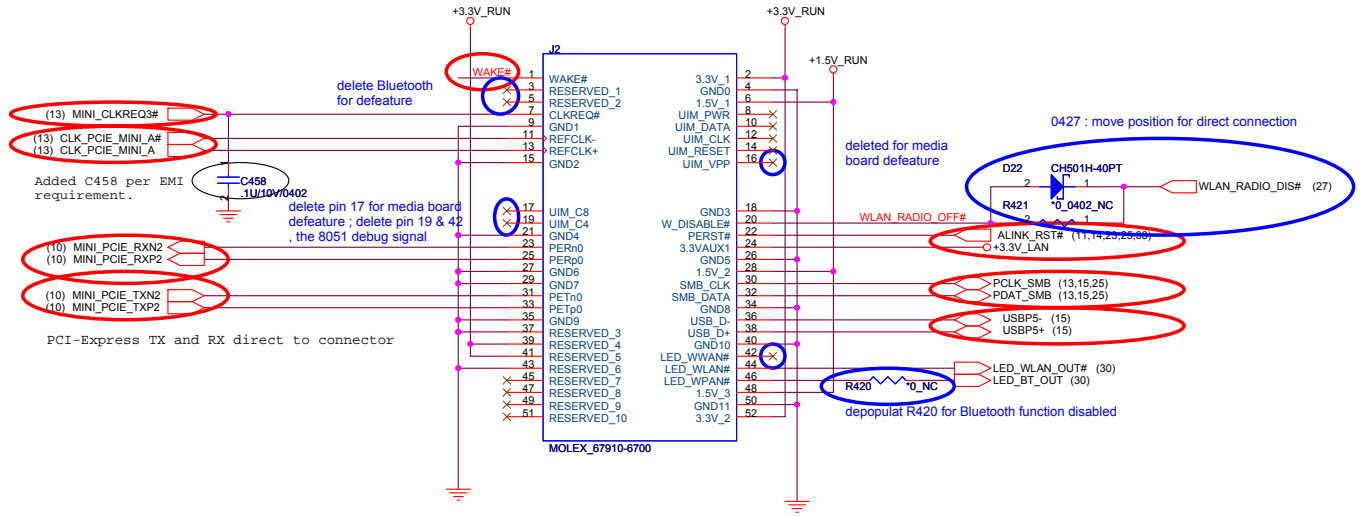 +3.3V_RUN
+3.3V_RUN
+1.5V_RUN
J2
WAKE#
delete Bluetooth
for defeature
(13) MINI_CLKREQ3#
(13) CLK_PCIE_MINI_A#
(13) CLK_PCIE_MINI_A
Added C458 per EMI
requirement.
C458
.1U/10V/0402
2
delete pin 17 for media board
defeature ; delete pin 19 & 42
, the 8051 debug signal
(10) MINI_PCIE_RXN2
(10) MINI_PCIE_RXP2
(10) MINI_PCIE_TXN2
(10) MINI_PCIE_TXP2
PCI-Express TX and RX direct to connector
1 WAKE#
3 RESERVED_1
5 RESERVED_2
7 CLKREQ#
9 GND1
11 REFCLK-
13 REFCLK+
15 GND2
17 UIM_C8
19 UIM_C4
21 GND4
23 PERn0
25 PERp0
27 GND6
29 GND7
31 PETn0
33 PETp0
35 GND9
37 RESERVED_3
39 RESERVED_4
41 RESERVED_5
43 RESERVED_6
45 RESERVED_7
47 RESERVED_8
49 RESERVED_9
51 RESERVED_10
3.3V_1 2
GND0 4
1.5V_1 6
UIM_PWR 8
UIM_DATA 10
UIM_CLK 12
UIM_RESET 14
UIM_VPP 16
GND3 18
W_DISABLE# 20
PERST# 22
3.3VAUX1 24
GND5 26
1.5V_2 28
SMB_CLK 30
SMB_DATA 32
GND8 34
USB_D- 36
USB_D+ 38
GND10 40
LED_WWAN# 42
LED_WLAN# 44
LED_WPAN# 46
1.5V_3 48
GND11 50
3.3V_2 52
MOLEX_67910-6700
0427 : move position for direct connection
deleted for media
board defeature
D22 CH501H-40PT
2 1
WLAN_RADIO_DIS# (27)
R421 *0_0402_NC
2 1
WLAN_RADIO_OFF#
ALINK_RST# (11,14,23,25,69)
+3.3V_LAN
PCLK_SMB (13,15,25)
PDAT_SMB (13,15,25)
USBP5- (15)
USBP5+ (15)
LED_WLAN_OUT# (30)
LED_BT_OUT (30)
R420 *0_NC
depopulat R420 for Bluetooth function disabled